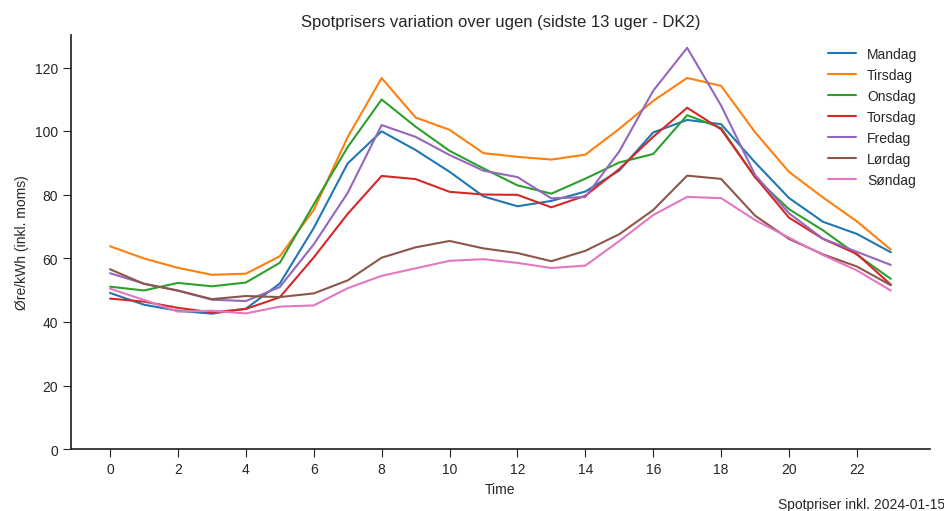 Spotprisers variation over ugen (sidste 13 uger - DK2)
Mandag
Tirsdag
Onsdag
Torsdag
Fredag
Lørdag
Søndag
Øre/kWh (inkl. moms)
120
100
80
60
40
20
0
0 2 4 6 8 10 12 14 16 18 20 22
Time
Spotpriser inkl. 2024-01-15